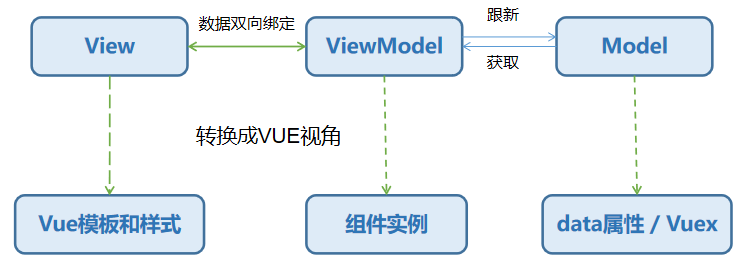 View
数据双向绑定
ViewModel
跟新
获取
Model
转换成VUE视角
Vue模板和样式
组件实例
data属性 / Vuex